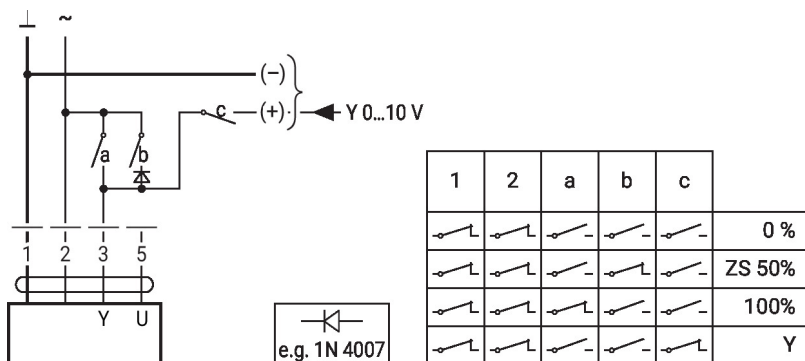 ⊥ ~
(–)
c (+) Y 0...10 V
a b
1 2 3 5
Y U
e.g. 1N 4007
1 2 a b c
0 %
ZS 50%
100%
Y